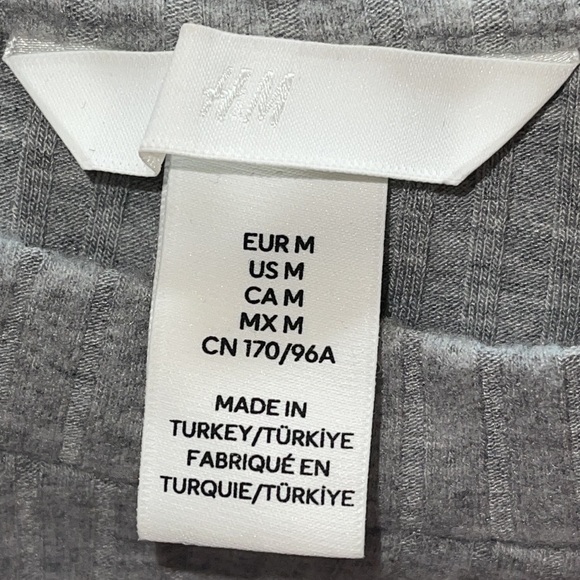 H&M
EUR M
US M
CA M
MX M
CN 170/96A
MADE IN
TURKEY/TÜRKİYE
FABRIQUÉ EN
TURQUIE/TÜRKİYE